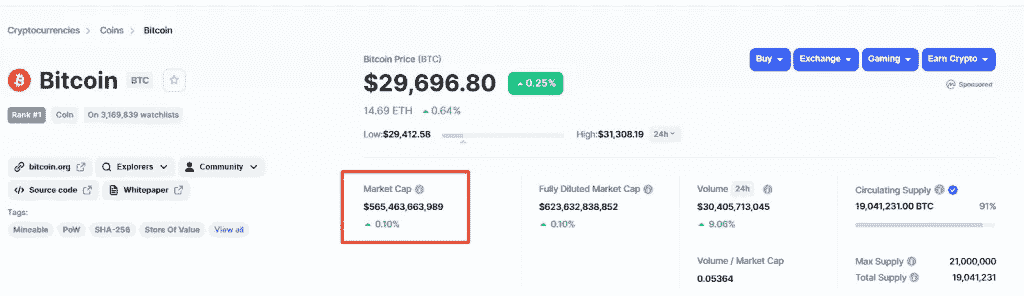 Cryptocurrencies > Coins > Bitcoin
Bitcoin BTC
Rank #1 Coin On 3,169,839 watchlists
bitcoin.org Explorers Community
Source code Whitepaper
Tags:
Mineable PoW SHA-256 Store Of Value View all
Bitcoin Price (BTC)
$29,696.80 0.25%
14.69 ETH 0.64%
Low:$29,412.58 High:$31,308.19 24h
Buy Exchange Gaming Earn Crypto
Sponsored
Market Cap
$565,463,663,989
0.10%
Fully Diluted Market Cap
$623,632,838,852
0.10%
Volume 24h
$30,405,713,045
9.06%
Volume / Market Cap
0.05364
Circulating Supply
19,041,231.00 BTC 91%
Max Supply 21,000,000
Total Supply 19,041,231